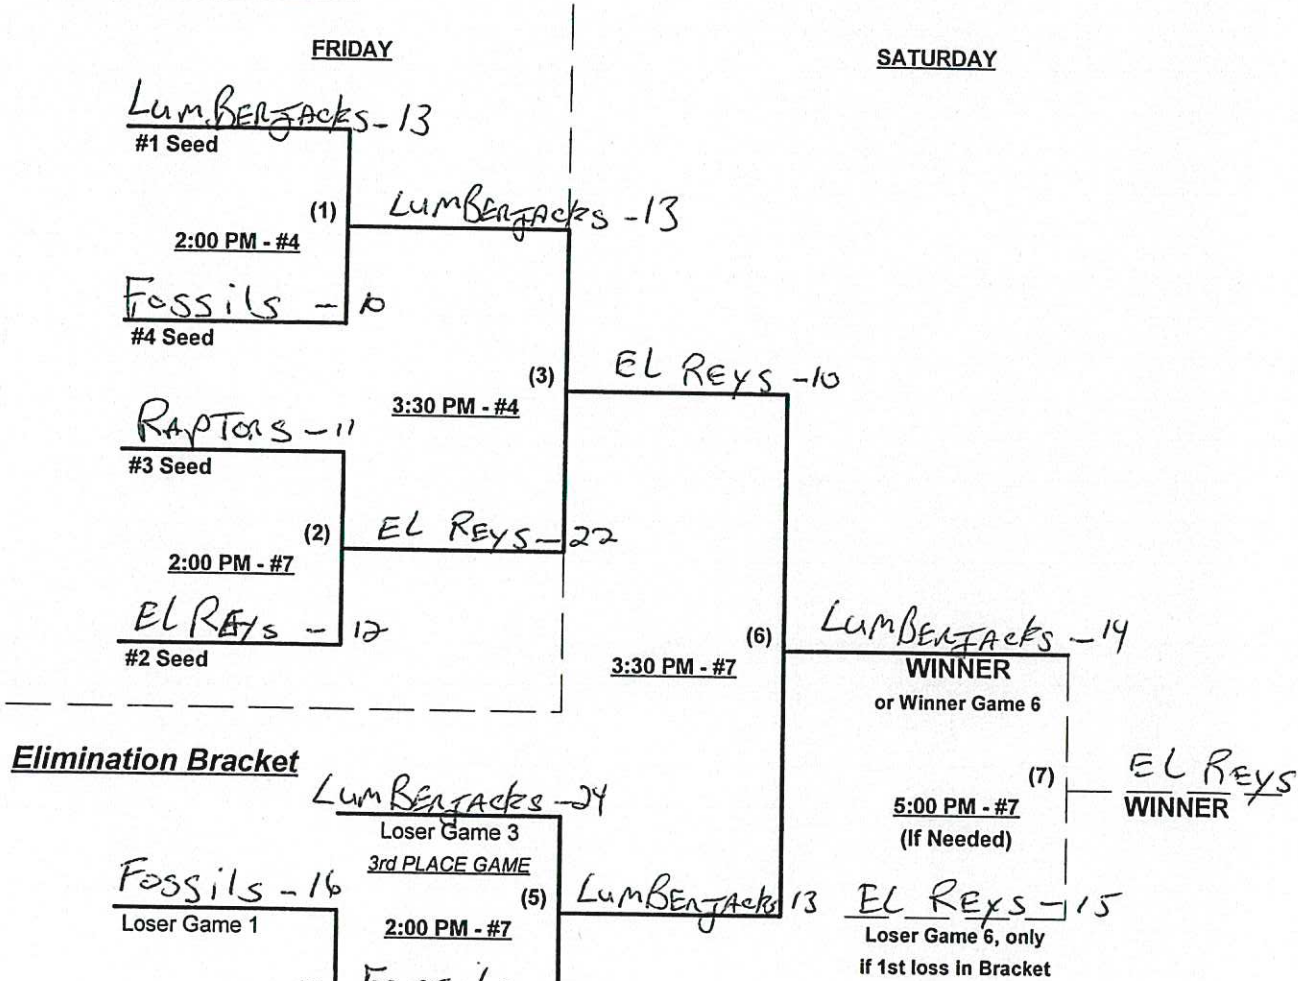 FRIDAY
SATURDAY
LumBERJAcks - 13
#1 Seed
(1)
LumBERJAcks - 13
2:00 PM - #4
Fossils - 10
#4 Seed
(3)
EL REYS - 10
3:30 PM - #4
RAPTORS - 11
#3 Seed
(2)
EL REYS - 22
2:00 PM - #7
EL REYS - 12
#2 Seed
(6)
LumBERJAcks - 14
3:30 PM - #7
WINNER
or Winner Game 6
Elimination Bracket
(7)
EL REYS
WINNER
5:00 PM - #7
(If Needed)
LumBERJAcks - 24
Loser Game 3
3rd PLACE GAME
Fossils - 16
Loser Game 1
(5)
LumBERJAcks 13
EL REYS - 15
2:00 PM - #7
Loser Game 6, only
if 1st loss in Bracket